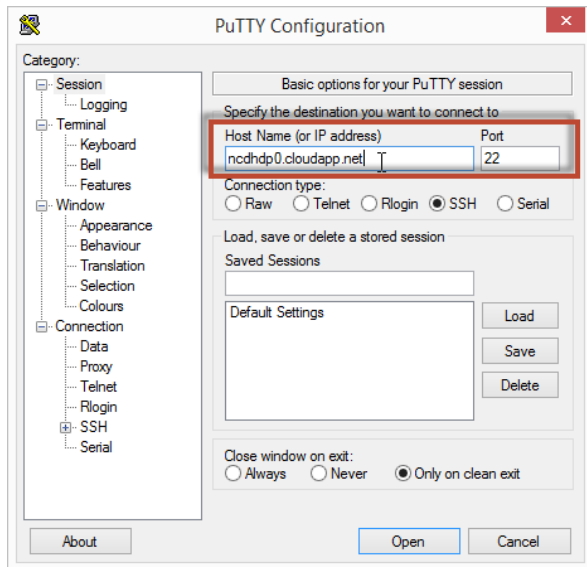 PuTTY Configuration
Category:
Session
Logging
Terminal
Keyboard
Bell
Features
Window
Appearance
Behaviour
Translation
Selection
Colours
Connection
Data
Proxy
Telnet
Rlogin
SSH
Serial
Basic options for your PuTTY session
Specify the destination you want to connect to
Host Name (or IP address) Port
ncdhdp0.cloudapp.net 22
Connection type:
Raw Telnet Rlogin SSH Serial
Load, save or delete a stored session
Saved Sessions
Default Settings
Load
Save
Delete
Close window on exit:
Always Never Only on clean exit
About Open Cancel